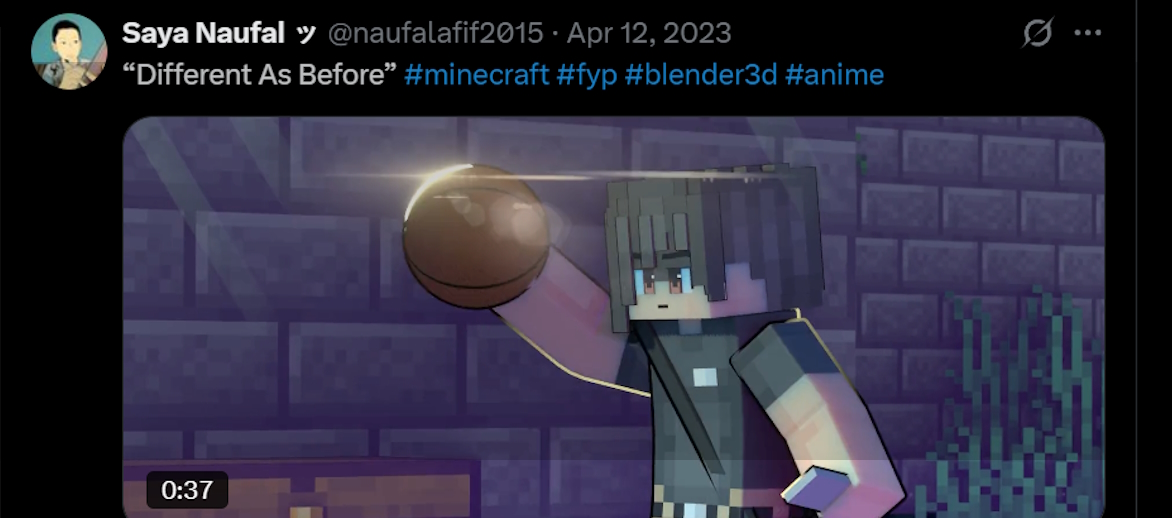 Saya Naufal ッ @naufalafif2015 · Apr 12, 2023
“Different As Before” #minecraft #fyp #blender3d #anime
0:37